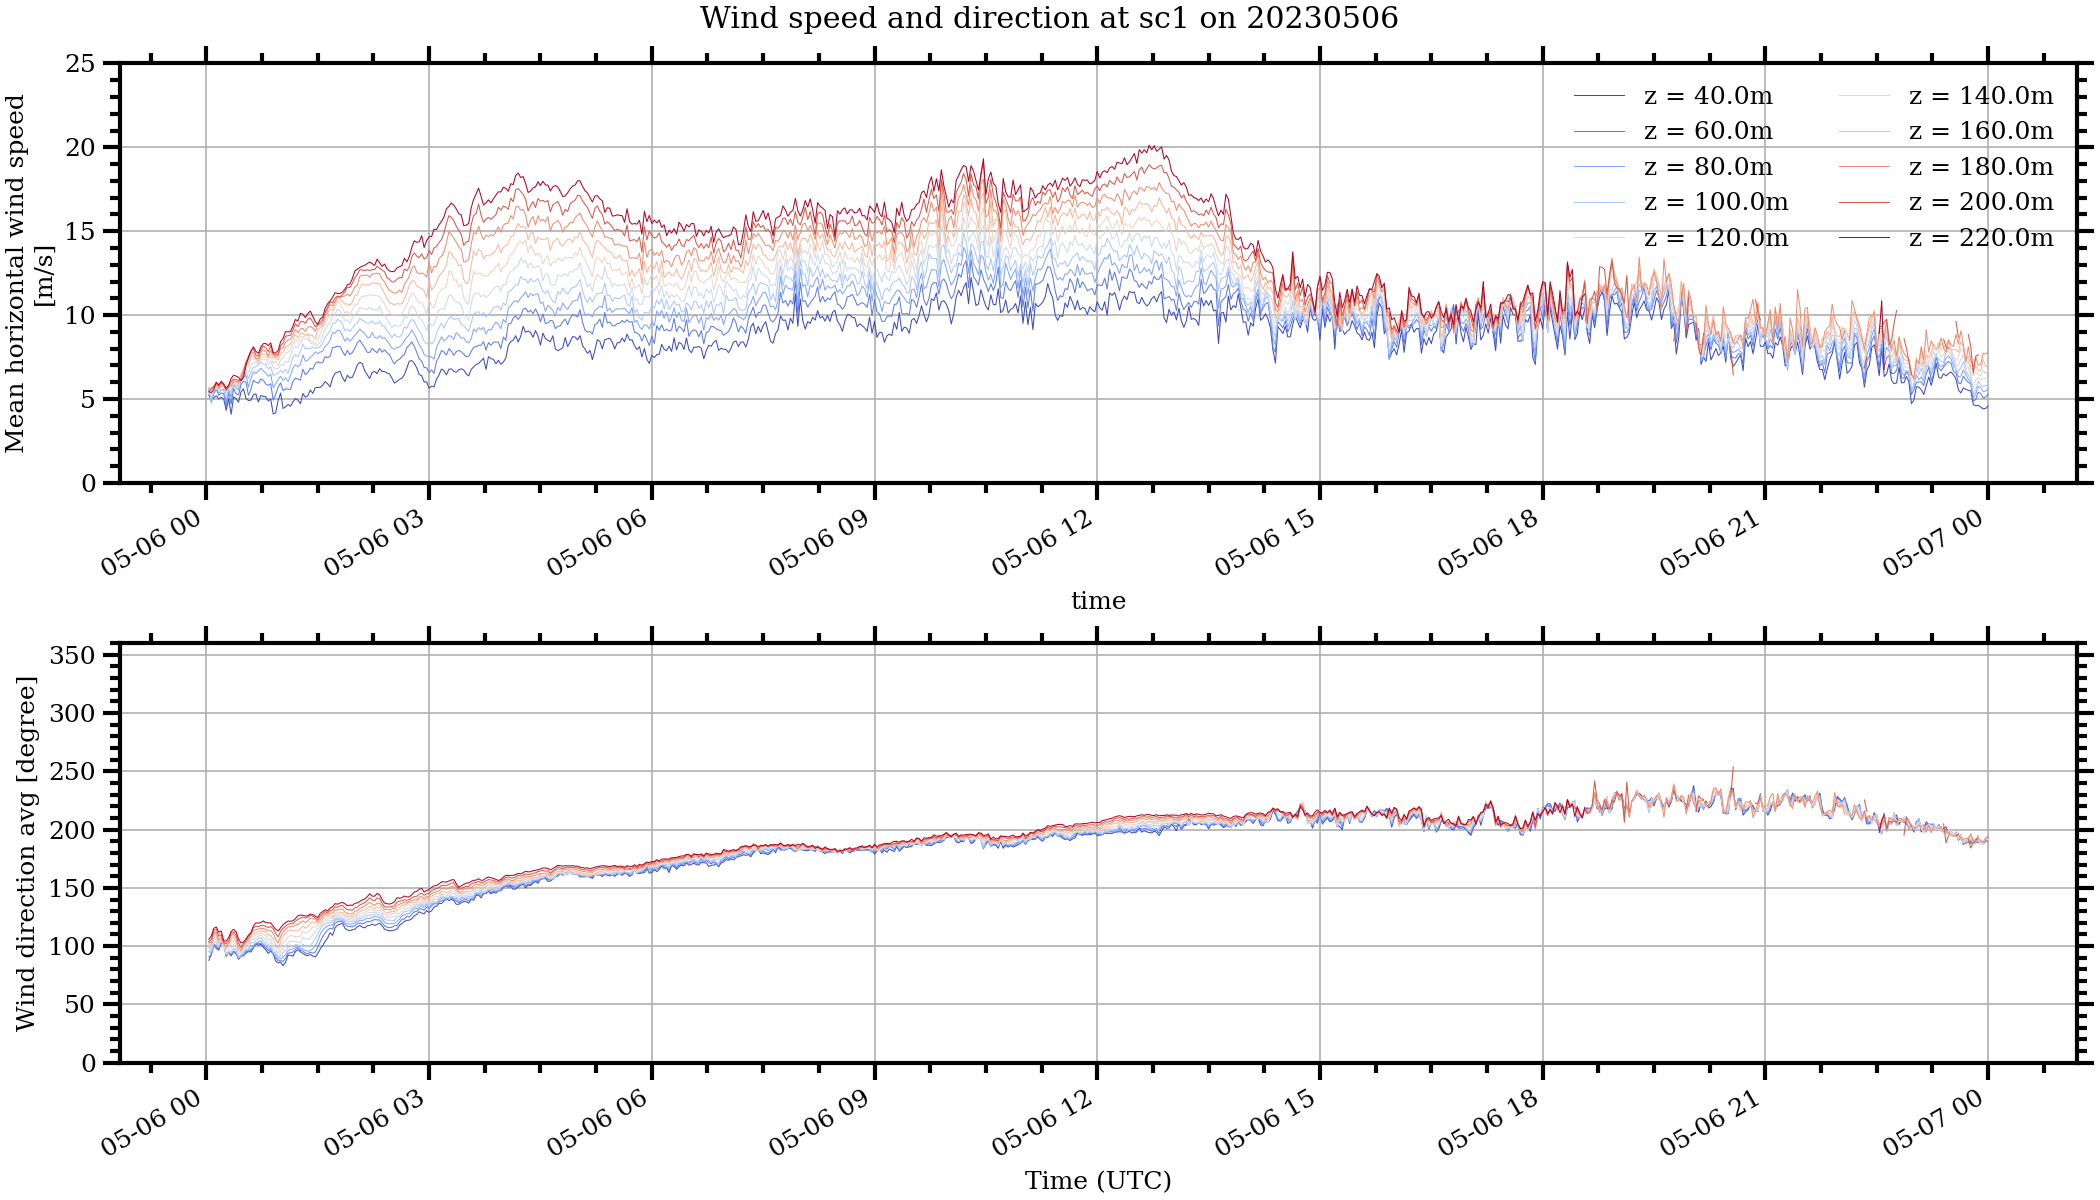 Wind speed and direction at sc1 on 20230506
Mean horizontal wind speed
[m/s]
25
20
15
10
5
0
z = 40.0m
z = 60.0m
z = 80.0m
z = 100.0m
z = 120.0m
z = 140.0m
z = 160.0m
z = 180.0m
z = 200.0m
z = 220.0m
05-06 00
05-06 03
05-06 06
05-06 09
05-06 12
05-06 15
05-06 18
05-06 21
05-07 00
time
Wind direction avg [degree]
350
300
250
200
150
100
50
0
05-06 00
05-06 03
05-06 06
05-06 09
05-06 12
05-06 15
05-06 18
05-06 21
05-07 00
Time (UTC)